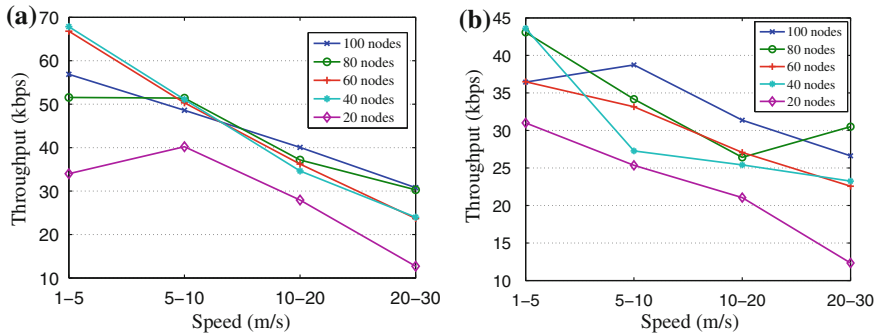 (a)
Throughput (kbps)
70
60
50
40
30
20
10
100 nodes
80 nodes
60 nodes
40 nodes
20 nodes
1–5
5–10
10–20
20–30
Speed (m/s)
(b)
Throughput (kbps)
45
40
35
30
25
20
15
10
100 nodes
80 nodes
60 nodes
40 nodes
20 nodes
1–5
5–10
10–20
20–30
Speed (m/s)